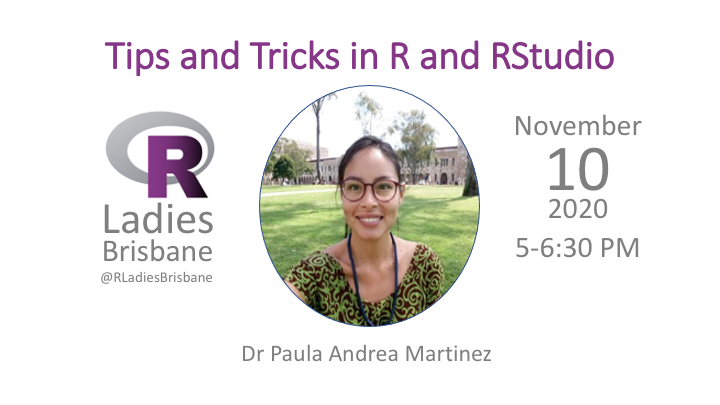 Tips and Tricks in R and RStudio
R
Ladies
Brisbane
@RLadiesBrisbane
November
10
2020
5-6:30 PM
Dr Paula Andrea Martinez